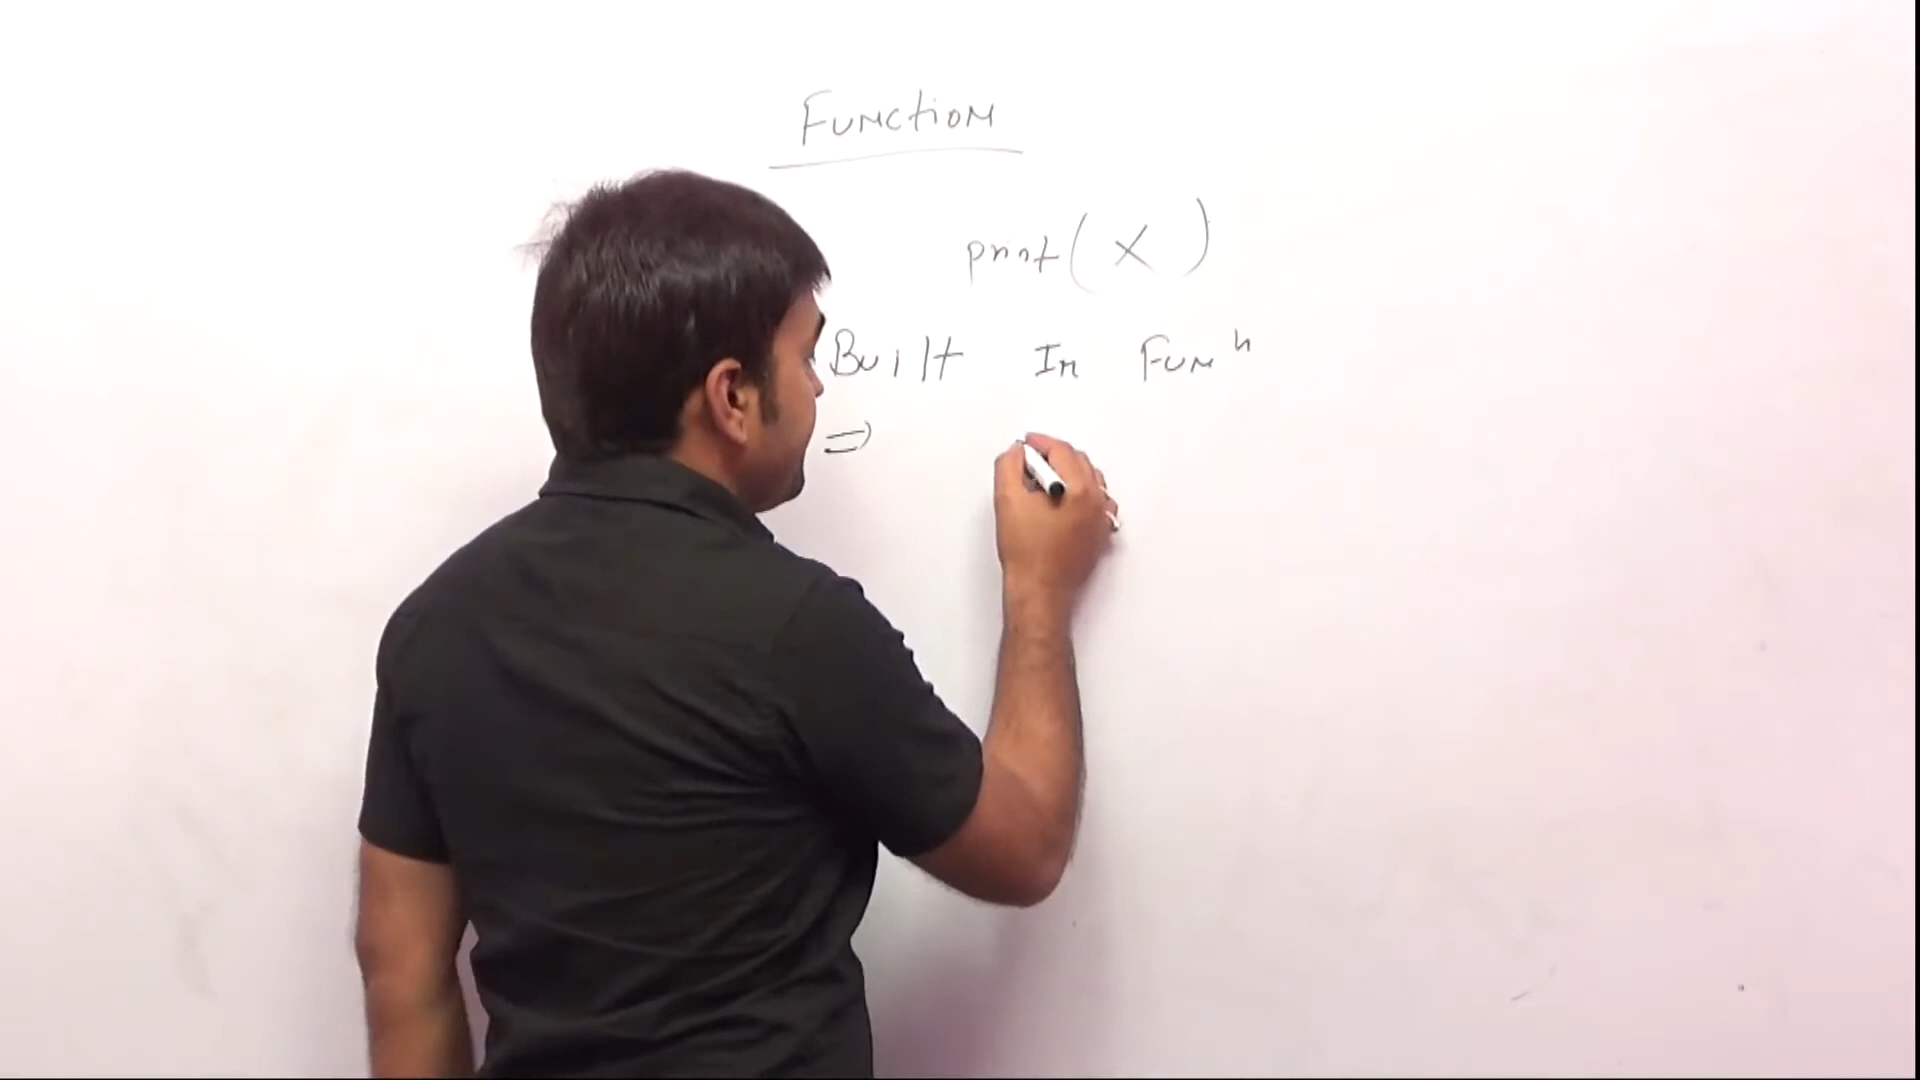 Function
print( X )
Built In Funⁿ
⇒